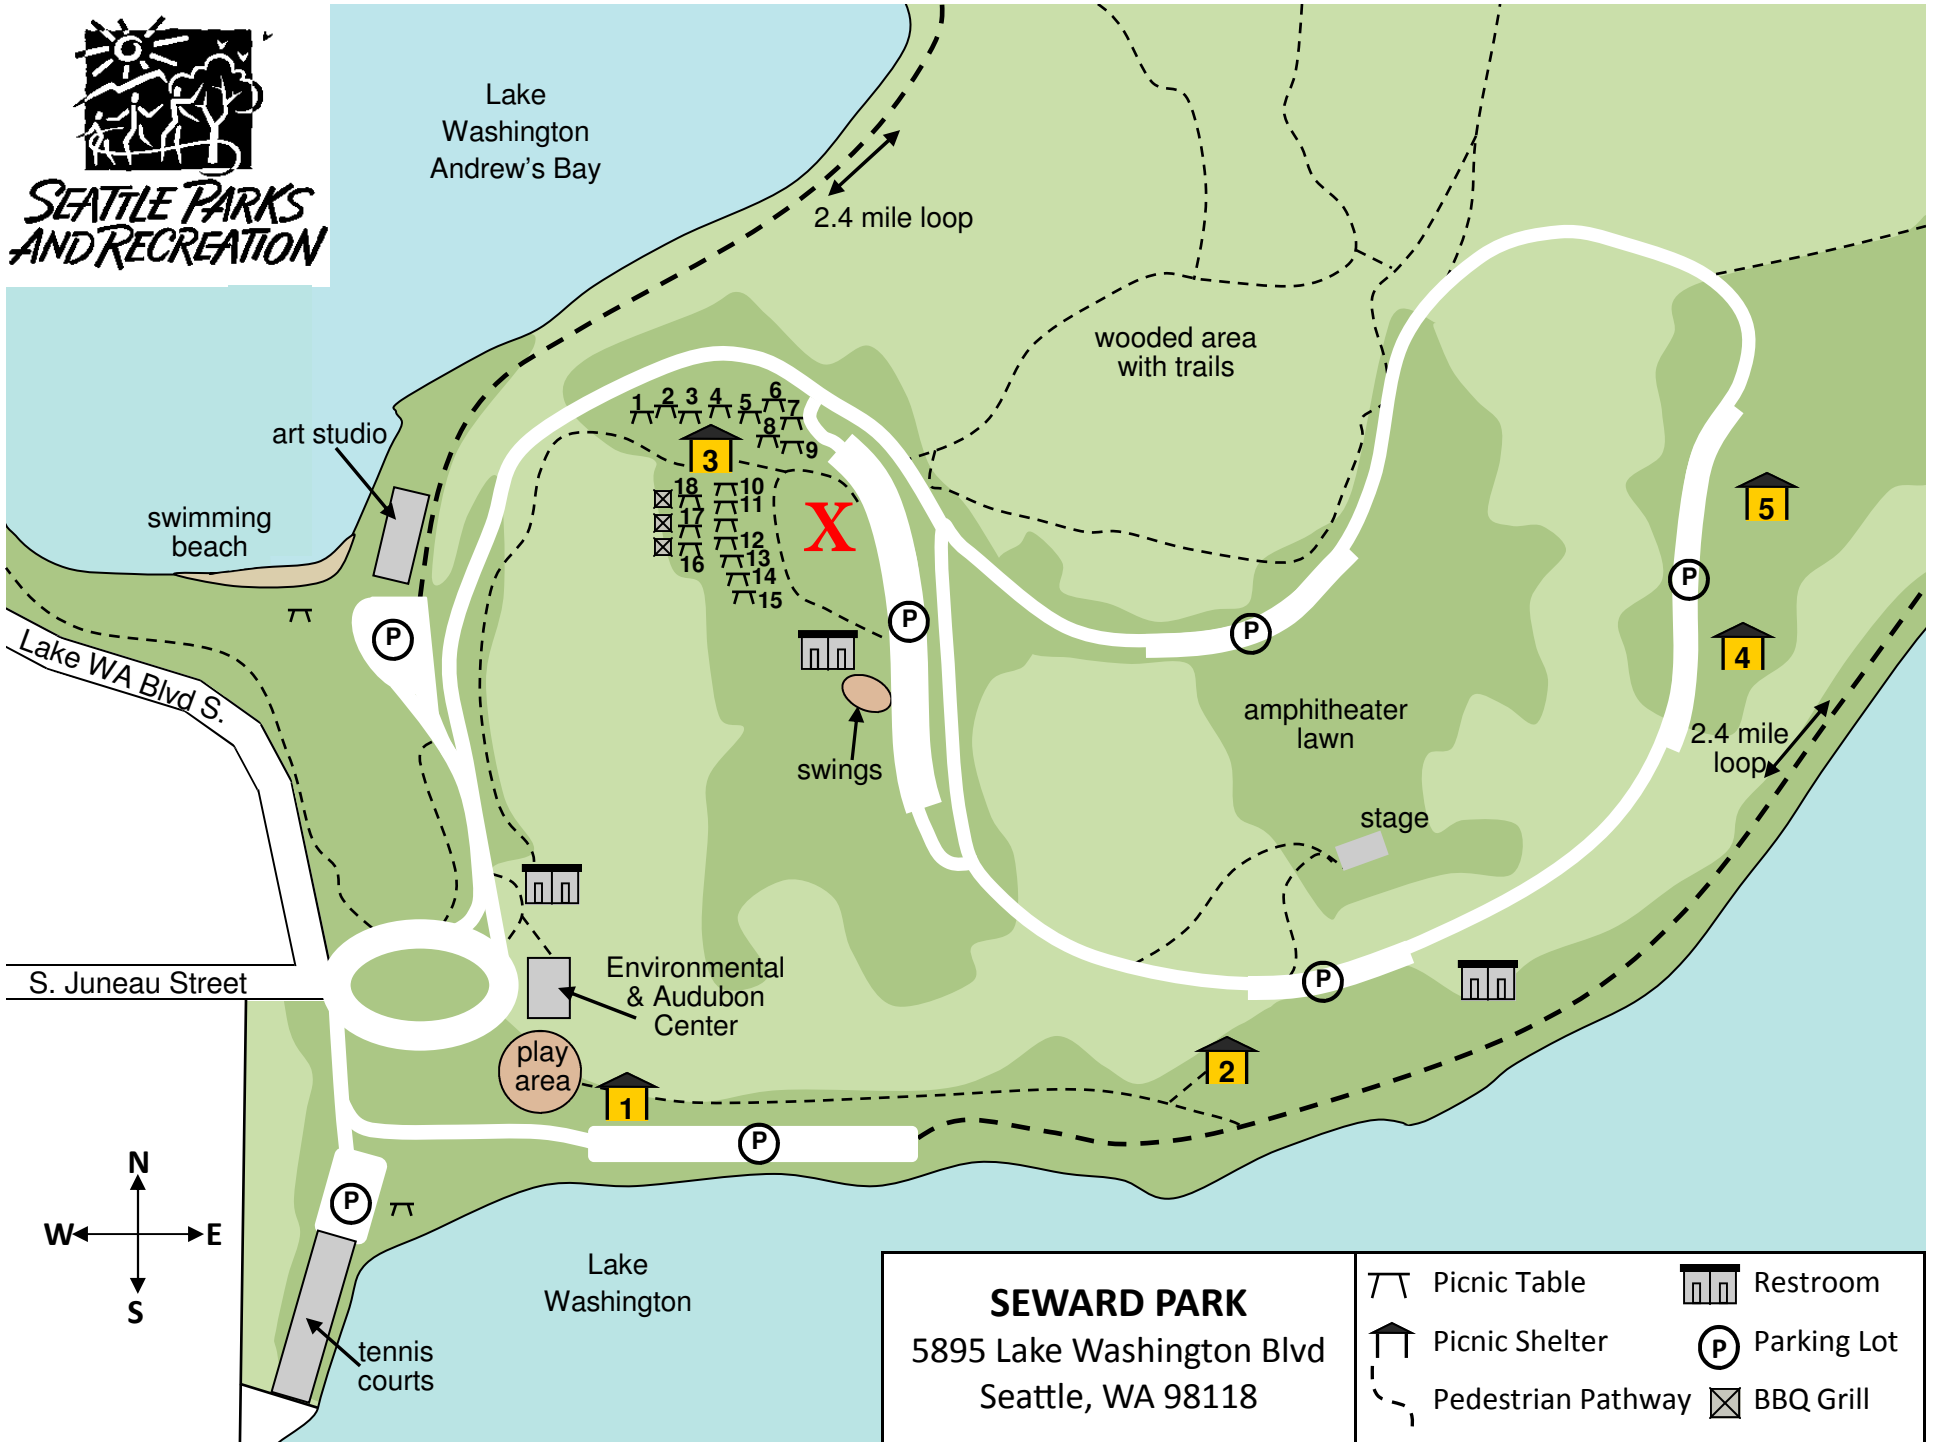 SEATTLE PARKS
AND RECREATION
Lake
Washington
Andrew's Bay
2.4 mile loop
wooded area
with trails
art studio
swimming
beach
1
2
3
4
5
6
7
8
9
3
18
10
11
17
12
13
16
14
15
X
P
P
P
P
5
4
Lake WA Blvd S.
swings
amphitheater
lawn
2.4 mile
loop
stage
S. Juneau Street
Environmental
& Audubon
Center
P
play
area
1
2
P
P
N
W
E
S
Lake
Washington
tennis
courts
SEWARD PARK
5895 Lake Washington Blvd
Seattle, WA 98118
Picnic Table
Restroom
Picnic Shelter
P
Parking Lot
Pedestrian Pathway
BBQ Grill